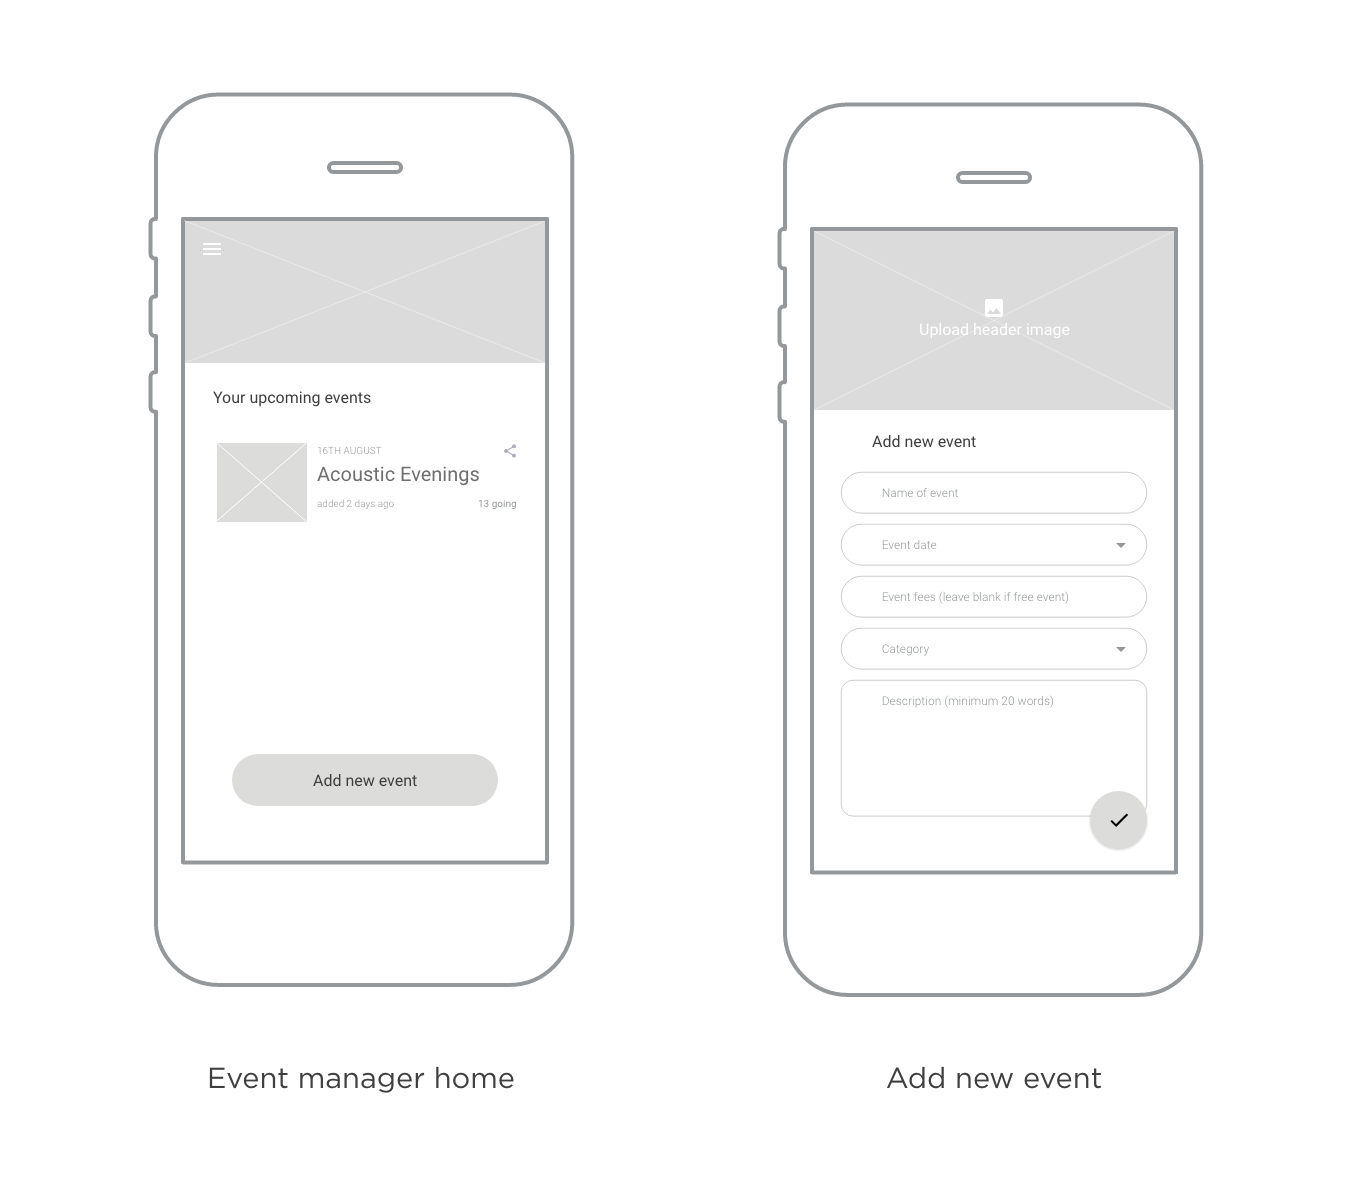 Your upcoming events
16TH AUGUST
Acoustic Evenings
added 2 days ago
13 going
Add new event
Event manager home
Upload header image
Add new event
Name of event
Event date
Event fees (leave blank if free event)
Category
Description (minimum 20 words)
Add new event